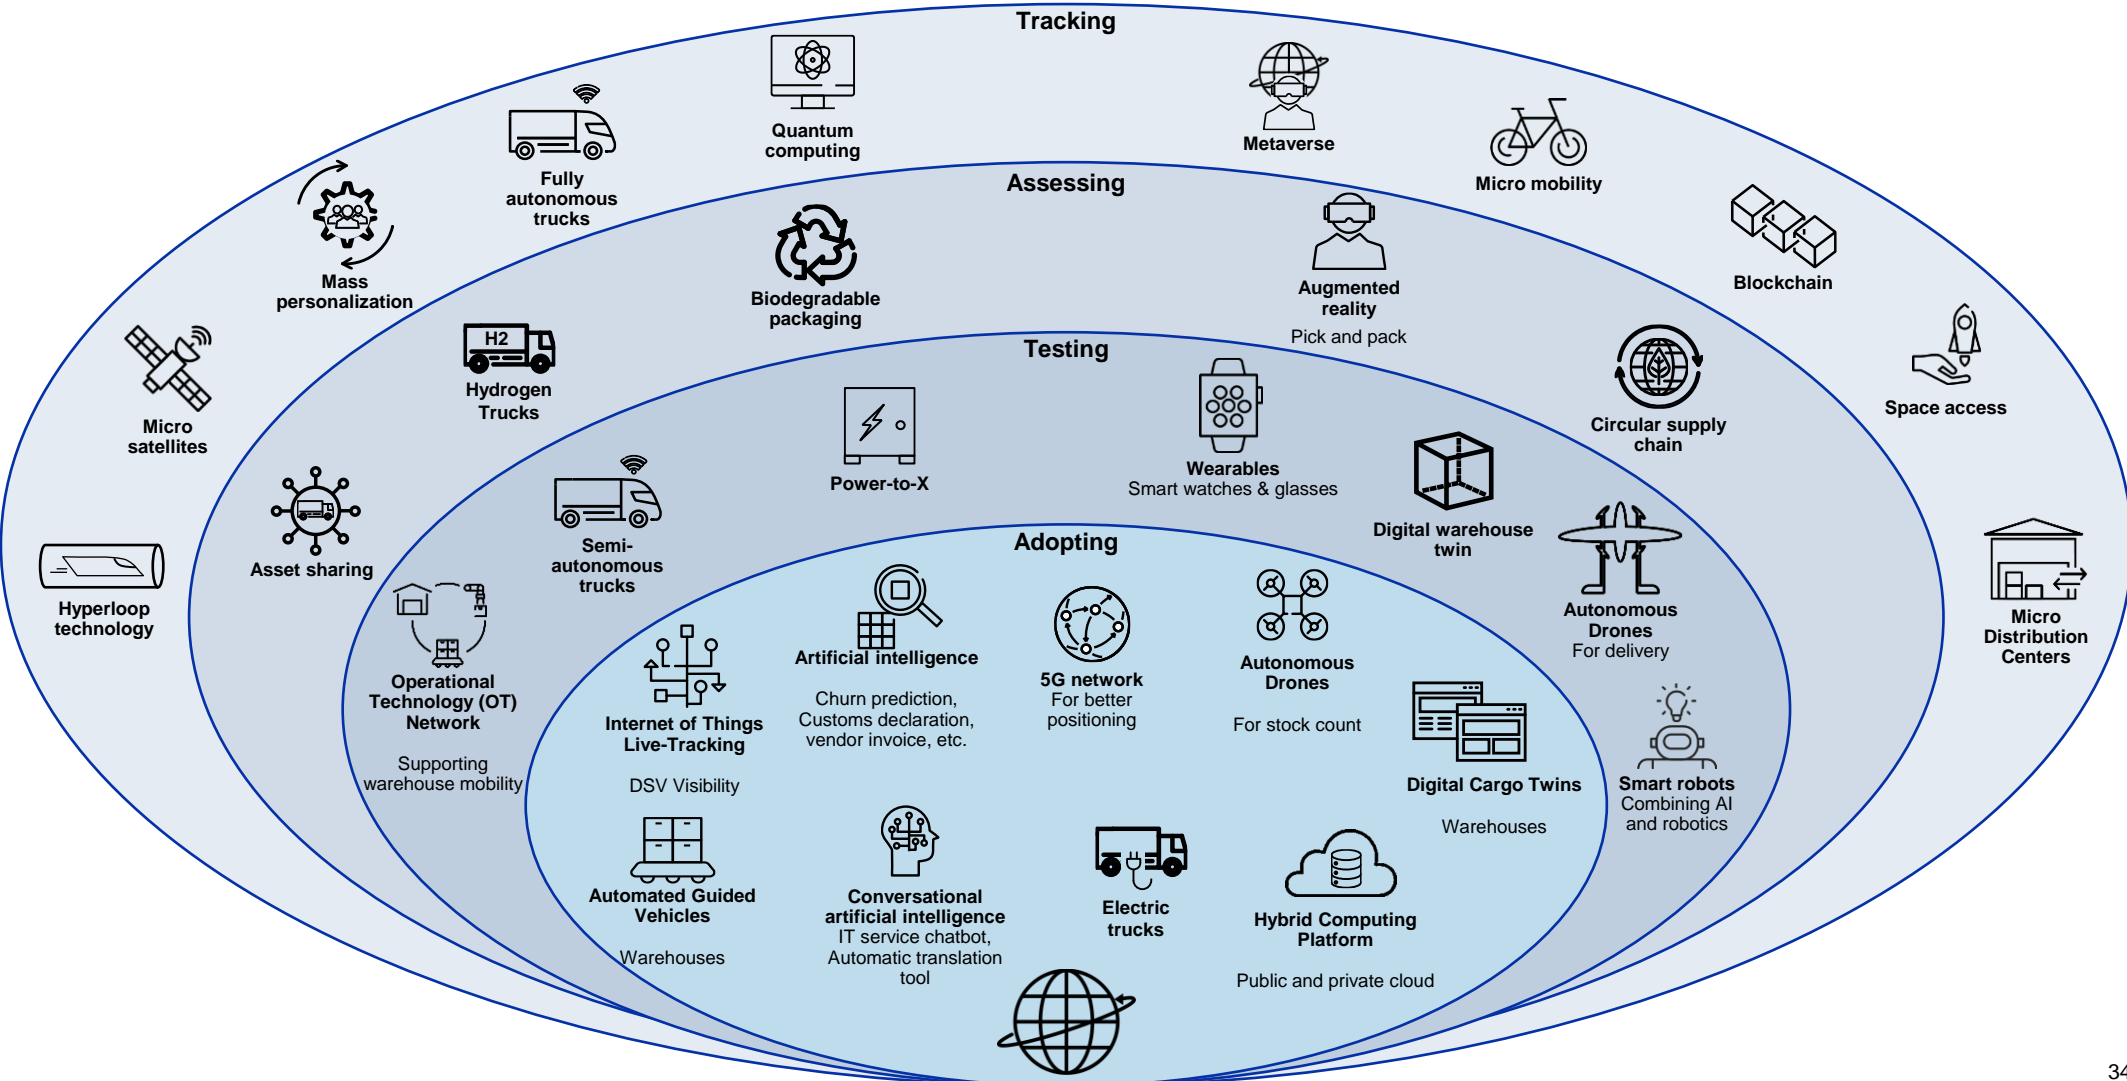 Tracking
Quantum
computing
Metaverse
Micro mobility
Fully
autonomous
trucks
Mass
personalization
Blockchain
Micro
satellites
Space access
Hyperloop
technology
Micro
Distribution
Centers
Assessing
Biodegradable
packaging
Augmented
reality
Pick and pack
H2
Hydrogen
Trucks
Circular supply
chain
Asset sharing
Testing
Power-to-X
Wearables
Smart watches & glasses
Digital warehouse
twin
Semi-
autonomous
trucks
Autonomous
Drones
For delivery
Operational
Technology (OT)
Network
Supporting
warehouse mobility
Smart robots
Combining AI
and robotics
Adopting
Artificial intelligence
Churn prediction,
Customs declaration,
vendor invoice, etc.
5G network
For better
positioning
Autonomous
Drones
For stock count
Internet of Things
Live-Tracking
DSV Visibility
Digital Cargo Twins
Warehouses
Automated Guided
Vehicles
Warehouses
Conversational
artificial intelligence
IT service chatbot,
Automatic translation
tool
Electric
trucks
Hybrid Computing
Platform
Public and private cloud
34